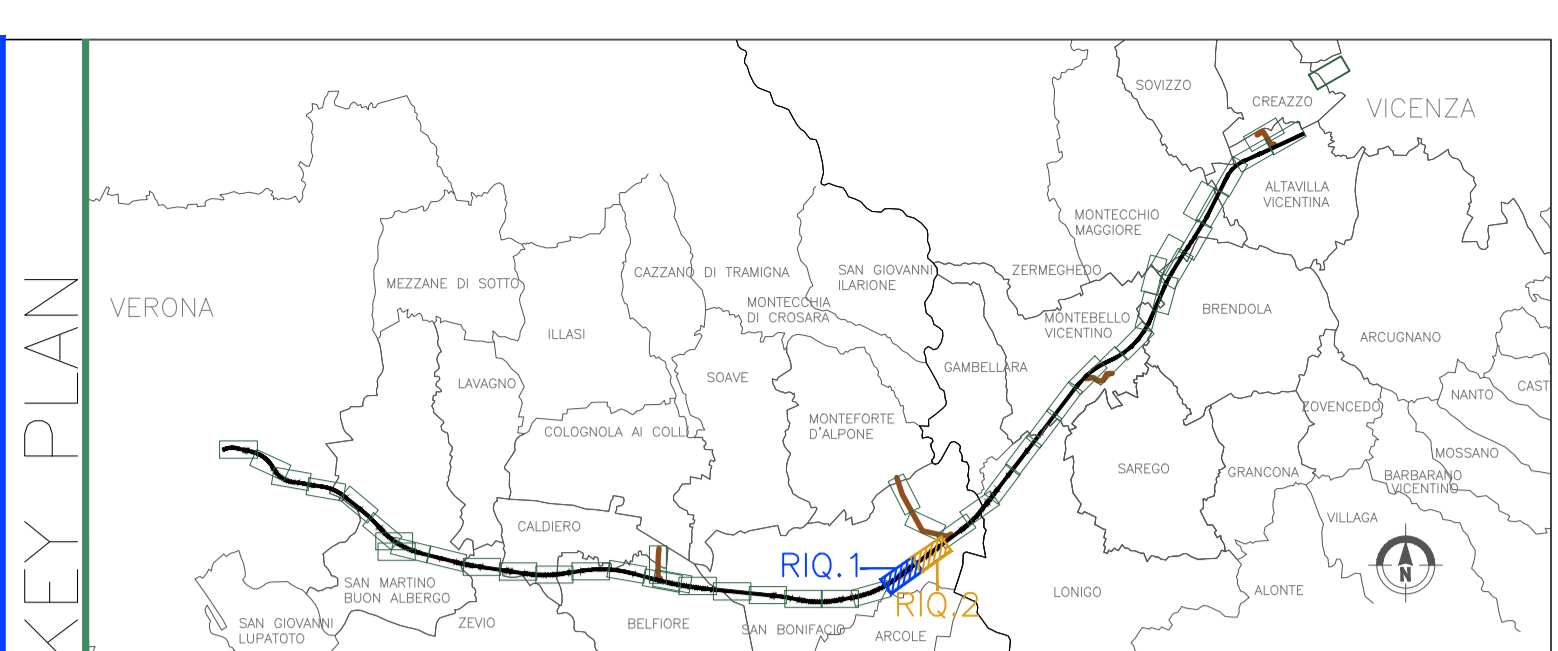 KEY PLAN
SOVIZZO
CREAZZO
VICENZA
ALTAVILLA
VICENTINA
MONTECCHIO
MAGGIORE
MEZZANE DI SOTTO
CAZZANO DI TRAMIGNA
SAN GIOVANNI
ILARIONE
ZERMEGHEDO
VERONA
MONTECCHIA
DI CROSARA
MONTEBELLO
VICENTINO
BRENDOLA
ILLASI
ARCUGNANO
LAVAGNO
SOAVE
GAMBELLARA
CAST
NANTO
ZOVENCEDO
MONTEFORTE
D'ALPONE
COLOGNOLA AI COLLI
MOSSANO
SAREGO
GRANCONA
BARBARANO
VICENTINO
CALDIERO
VILLAGA
RIQ.1
N
SAN MARTINO
BUON ALBERGO
RIQ.2
LONIGO
ALONTE
SAN GIOVANNI
LUPATOTO
ZEVIO
BELFIORE
SAN BONIFACIO
ARCOLE